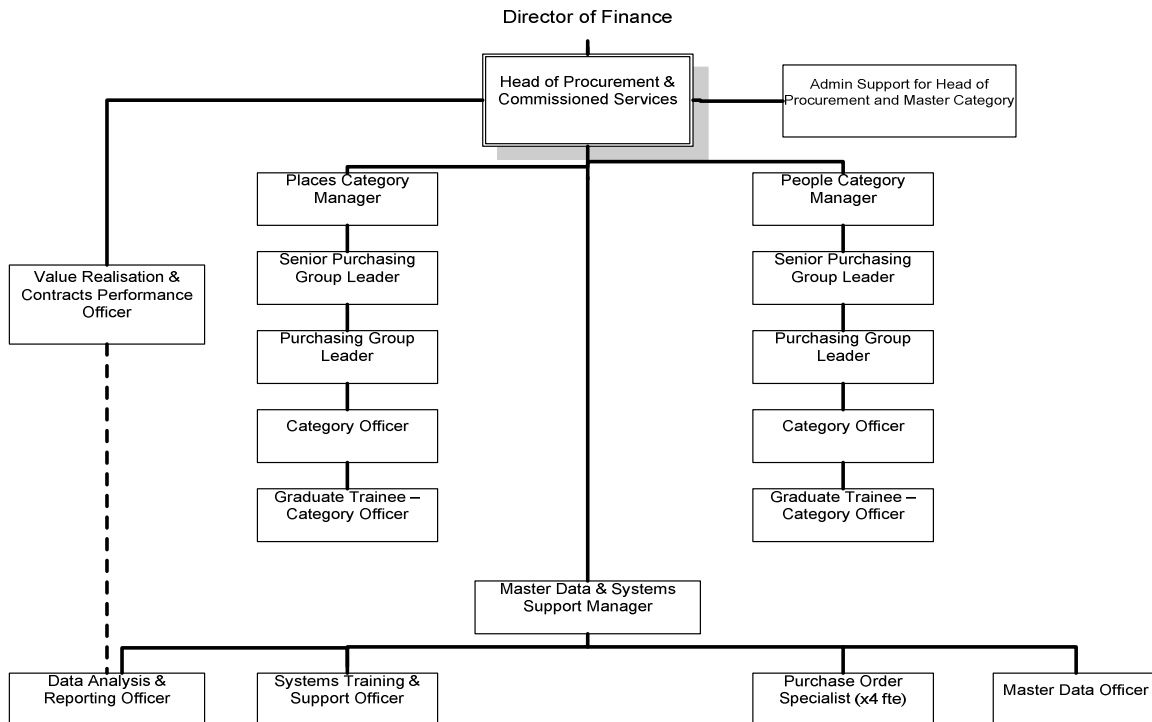 Director of Finance
Head of Procurement &
Commissioned Services
Admin Support for Head of
Procurement and Master Category
Places Category
Manager
People Category
Manager
Senior Purchasing
Group Leader
Senior Purchasing
Group Leader
Value Realisation &
Contracts Performance
Officer
Purchasing Group
Leader
Purchasing Group
Leader
Category Officer
Category Officer
Graduate Trainee –
Category Officer
Graduate Trainee –
Category Officer
Master Data & Systems
Support Manager
Data Analysis &
Reporting Officer
Systems Training &
Support Officer
Purchase Order
Specialist (x4 fte)
Master Data Officer